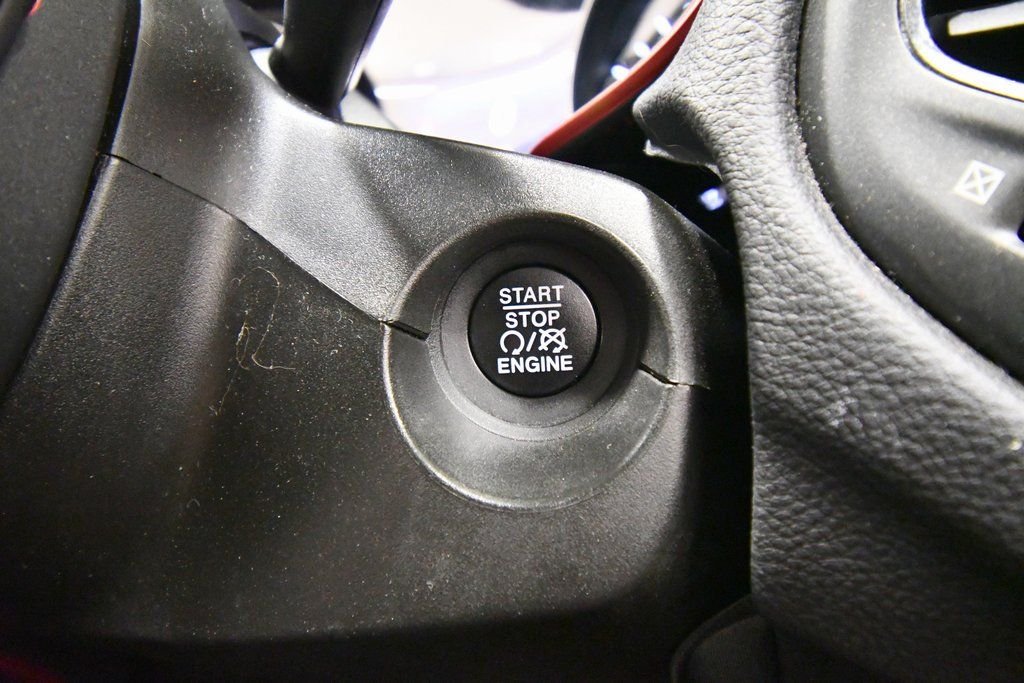 START
STOP
/
ENGINE